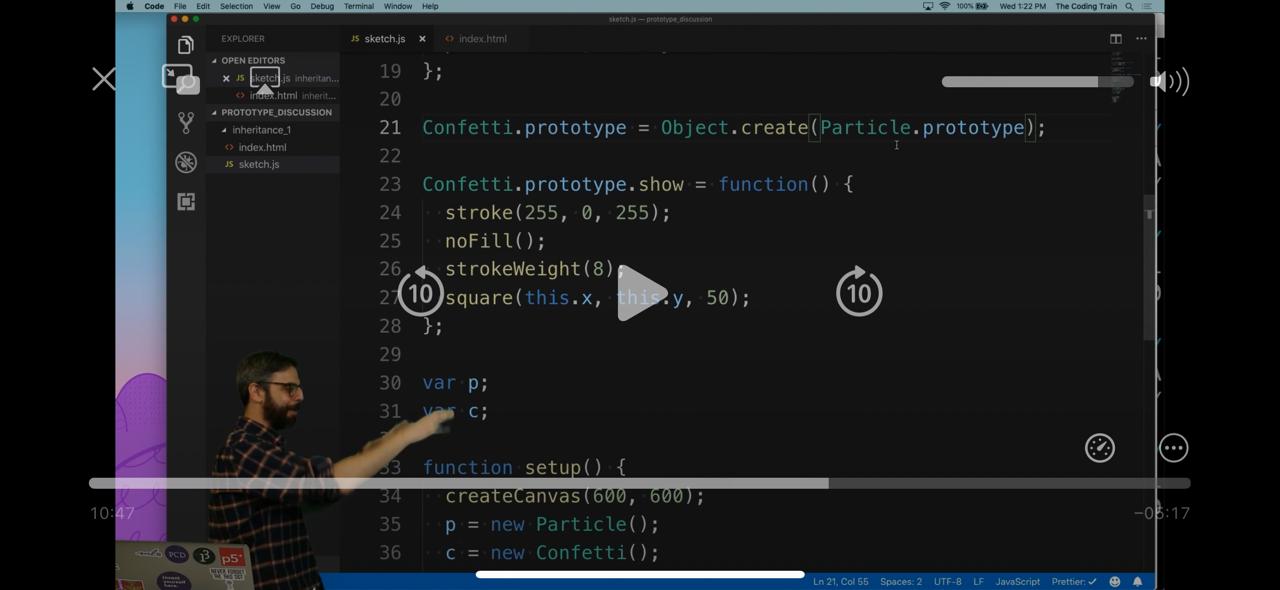 Code File Edit Selection View Go Debug Terminal Window Help 100% Wed 1:22 PM The Coding Train
sketch.js — prototype_discussion
EXPLORER
OPEN EDITORS
sketch.js inheritan...
index.html inherit...
PROTOTYPE_DISCUSSION
inheritance_1
index.html
sketch.js
JS sketch.js × <> index.html
19 };
20
21 Confetti.prototype = Object.create(Particle.prototype);
22
23 Confetti.prototype.show = function() {
24 stroke(255, 0, 255);
25 noFill();
26 strokeWeight(8);
27 square(this.x, this.y, 50);
28 };
29
30 var p;
31 var c;
33 function setup() {
34 createCanvas(600, 600);
35 p = new Particle();
36 c = new Confetti();
10
10
10:47
PCD
p5*
Ln 21, Col 55 Spaces: 2 UTF-8 LF JavaScript Prettier: ✓